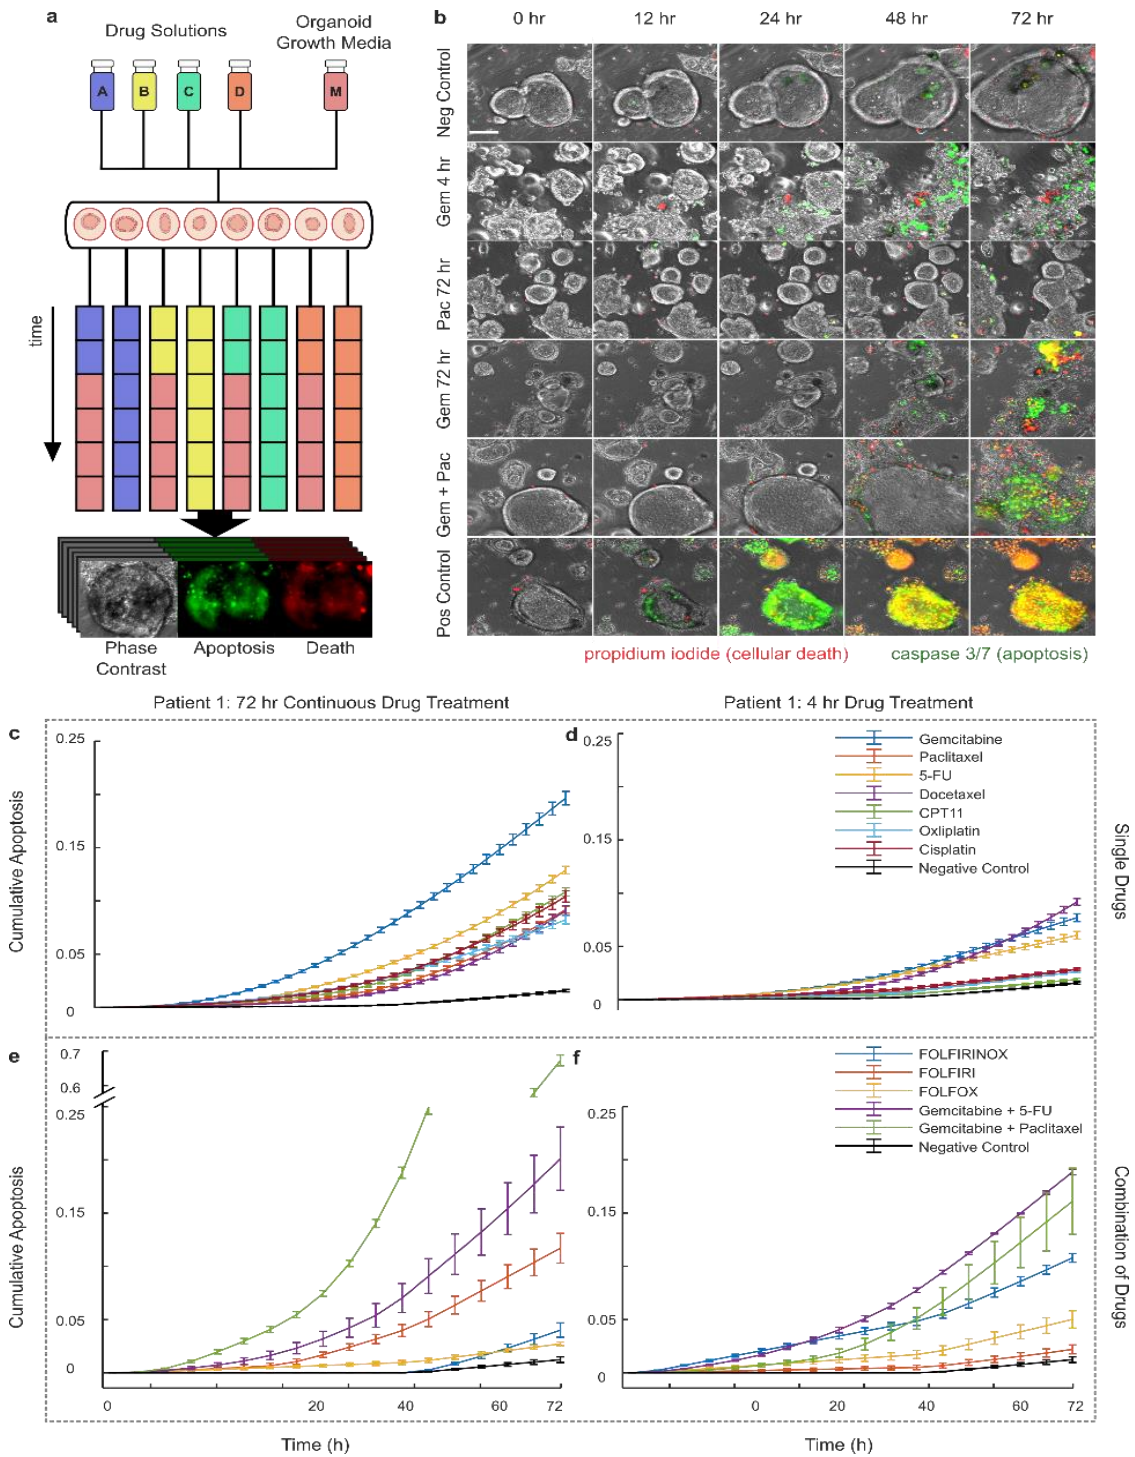 a
Drug Solutions
Organoid
Growth Media
A B C D M
time
Phase
Contrast
Apoptosis
Death
b
0 hr 12 hr 24 hr 48 hr 72 hr
Neg Control
Gem 4 hr
Pac 72 hr
Gem 72 hr
Gem + Pac
Pos Control
propidium iodide (cellular death) caspase 3/7 (apoptosis)
Patient 1: 72 hr Continuous Drug Treatment
Patient 1: 4 hr Drug Treatment
c
Cumulative Apoptosis
0.25
0.15
0.05
0
d
0.25
0.15
0.05
0
Gemcitabine
Paclitaxel
5-FU
Docetaxel
CPT11
Oxliplatin
Cisplatin
Negative Control
Single Drugs
e
Cumulative Apoptosis
0.7
0.6
0.25
0.15
0.05
0
0 20 40 60 72
Time (h)
f
0.25
0.15
0.05
0
FOLFIRINOX
FOLFIRI
FOLFOX
Gemcitabine + 5-FU
Gemcitabine + Paclitaxel
Negative Control
0 20 40 60 72
Time (h)
Combination of Drugs